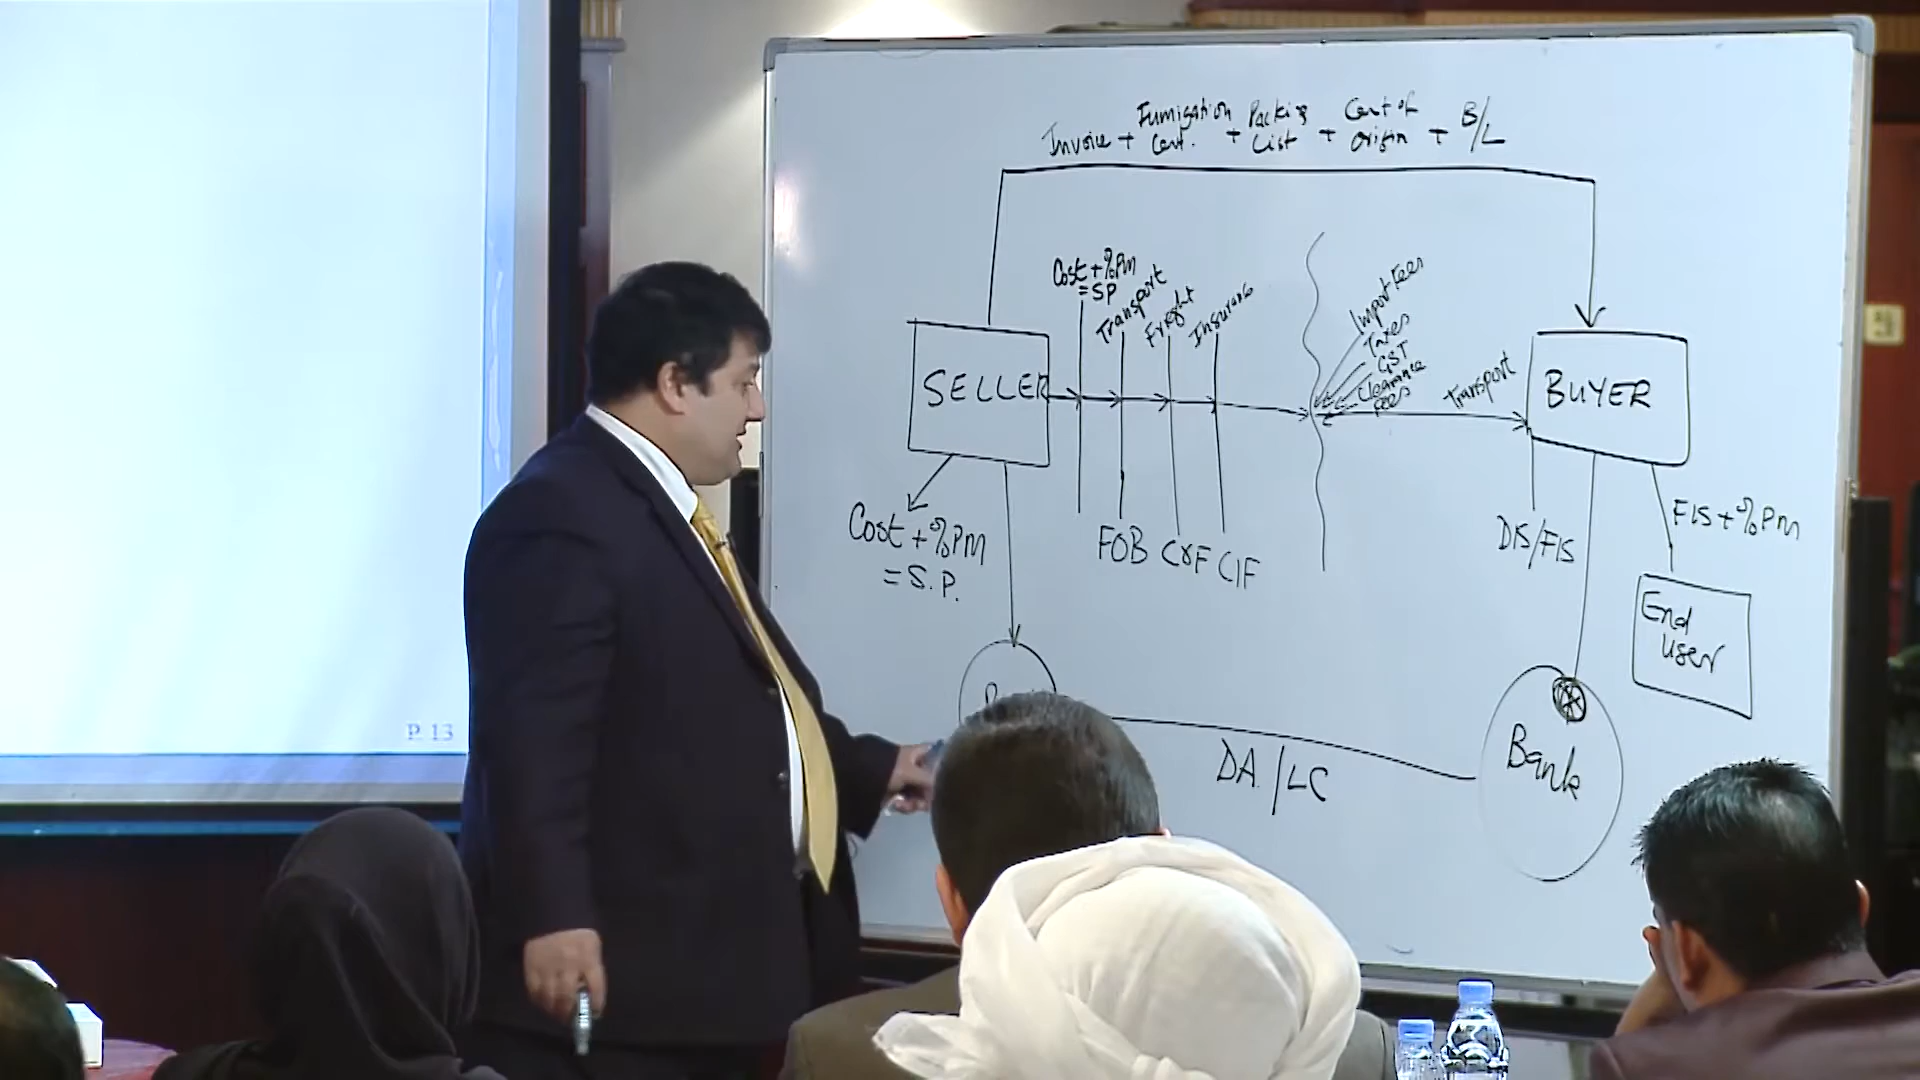 Fumigation Packing Cert of
Invoice + Cert. + List + Origin + B/L
Cost + % PM
= SP
Transport
Freight
Insurance
Import Fees
Taxes
GST
Clearance
Fees
Transport
SELLER
BUYER
Cost + % PM
= S.P.
FOB C&F CIF
DIS/FIS
FIS + % PM
End
User
Bank
DA/LC
P. 13